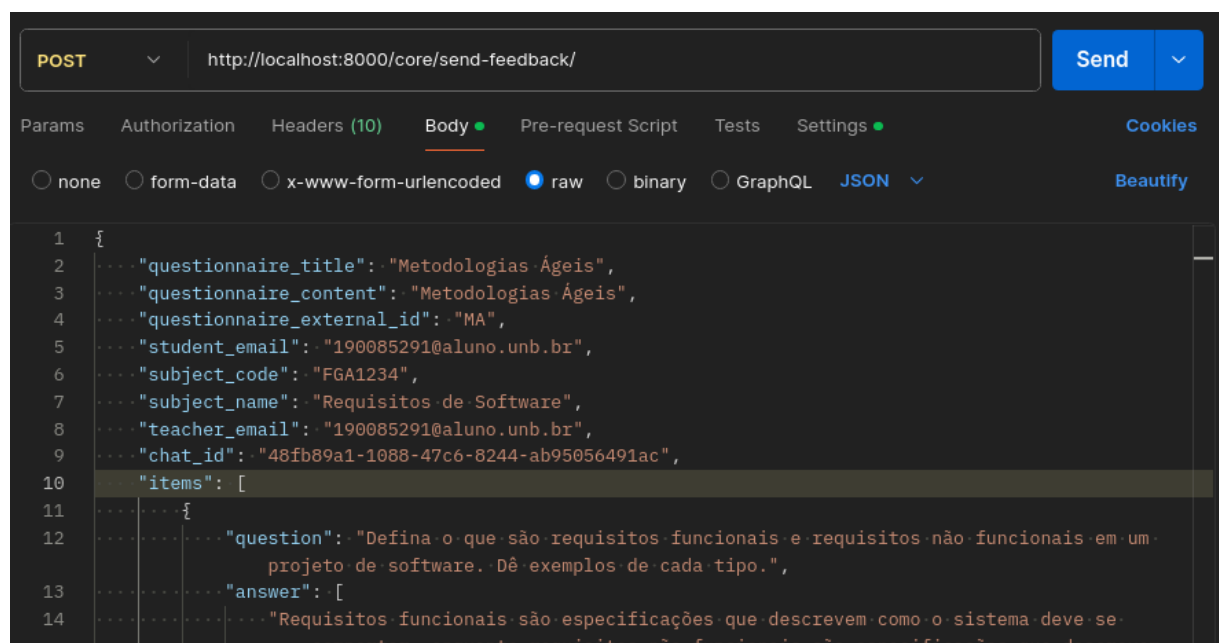 POST http://localhost:8000/core/send-feedback/ Send
Params Authorization Headers (10) Body Pre-request Script Tests Settings Cookies
none form-data x-www-form-urlencoded raw binary GraphQL JSON Beautify
1 {
2 "questionnaire_title": "Metodologias Ágeis",
3 "questionnaire_content": "Metodologias Ágeis",
4 "questionnaire_external_id": "MA",
5 "student_email": "190085291@aluno.unb.br",
6 "subject_code": "FGA1234",
7 "subject_name": "Requisitos de Software",
8 "teacher_email": "190085291@aluno.unb.br",
9 "chat_id": "48fb89a1-1088-47c6-8244-ab95056491ac",
10 "items": [
11 {
12 "question": "Defina o que são requisitos funcionais e requisitos não funcionais em um
projeto de software. Dê exemplos de cada tipo.",
13 "answer": [
14 "Requisitos funcionais são especificações que descrevem como o sistema deve se